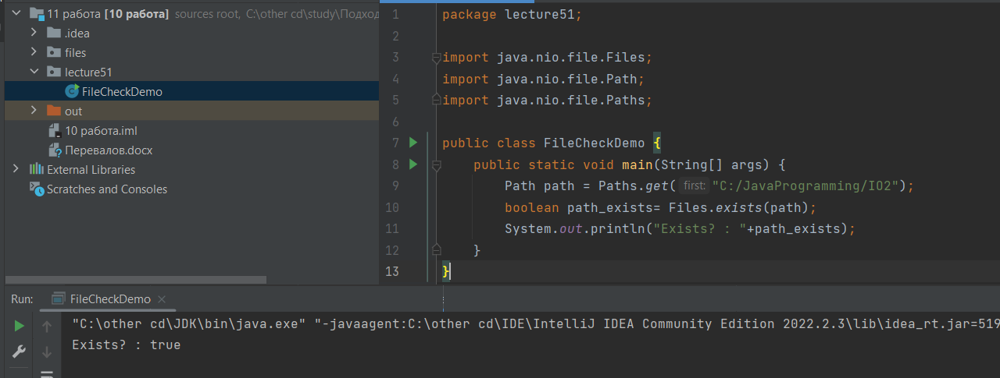 11 работа [10 работа] sources root, C:\other cd\study\Подход
.idea
files
lecture51
FileCheckDemo
out
10 работа.iml
Перевалов.docx
External Libraries
Scratches and Consoles
1 package lecture51;
2
3 import java.nio.file.Files;
4 import java.nio.file.Path;
5 import java.nio.file.Paths;
6
7 public class FileCheckDemo {
8 public static void main(String[] args) {
9 Path path = Paths.get( first: "C:/JavaProgramming/IO2");
10 boolean path_exists= Files.exists(path);
11 System.out.println("Exists? : "+path_exists);
12 }
13 }
Run: FileCheckDemo
"C:\other cd\JDK\bin\java.exe" "-javaagent:C:\other cd\IDE\IntelliJ IDEA Community Edition 2022.2.3\lib\idea_rt.jar=519
Exists? : true